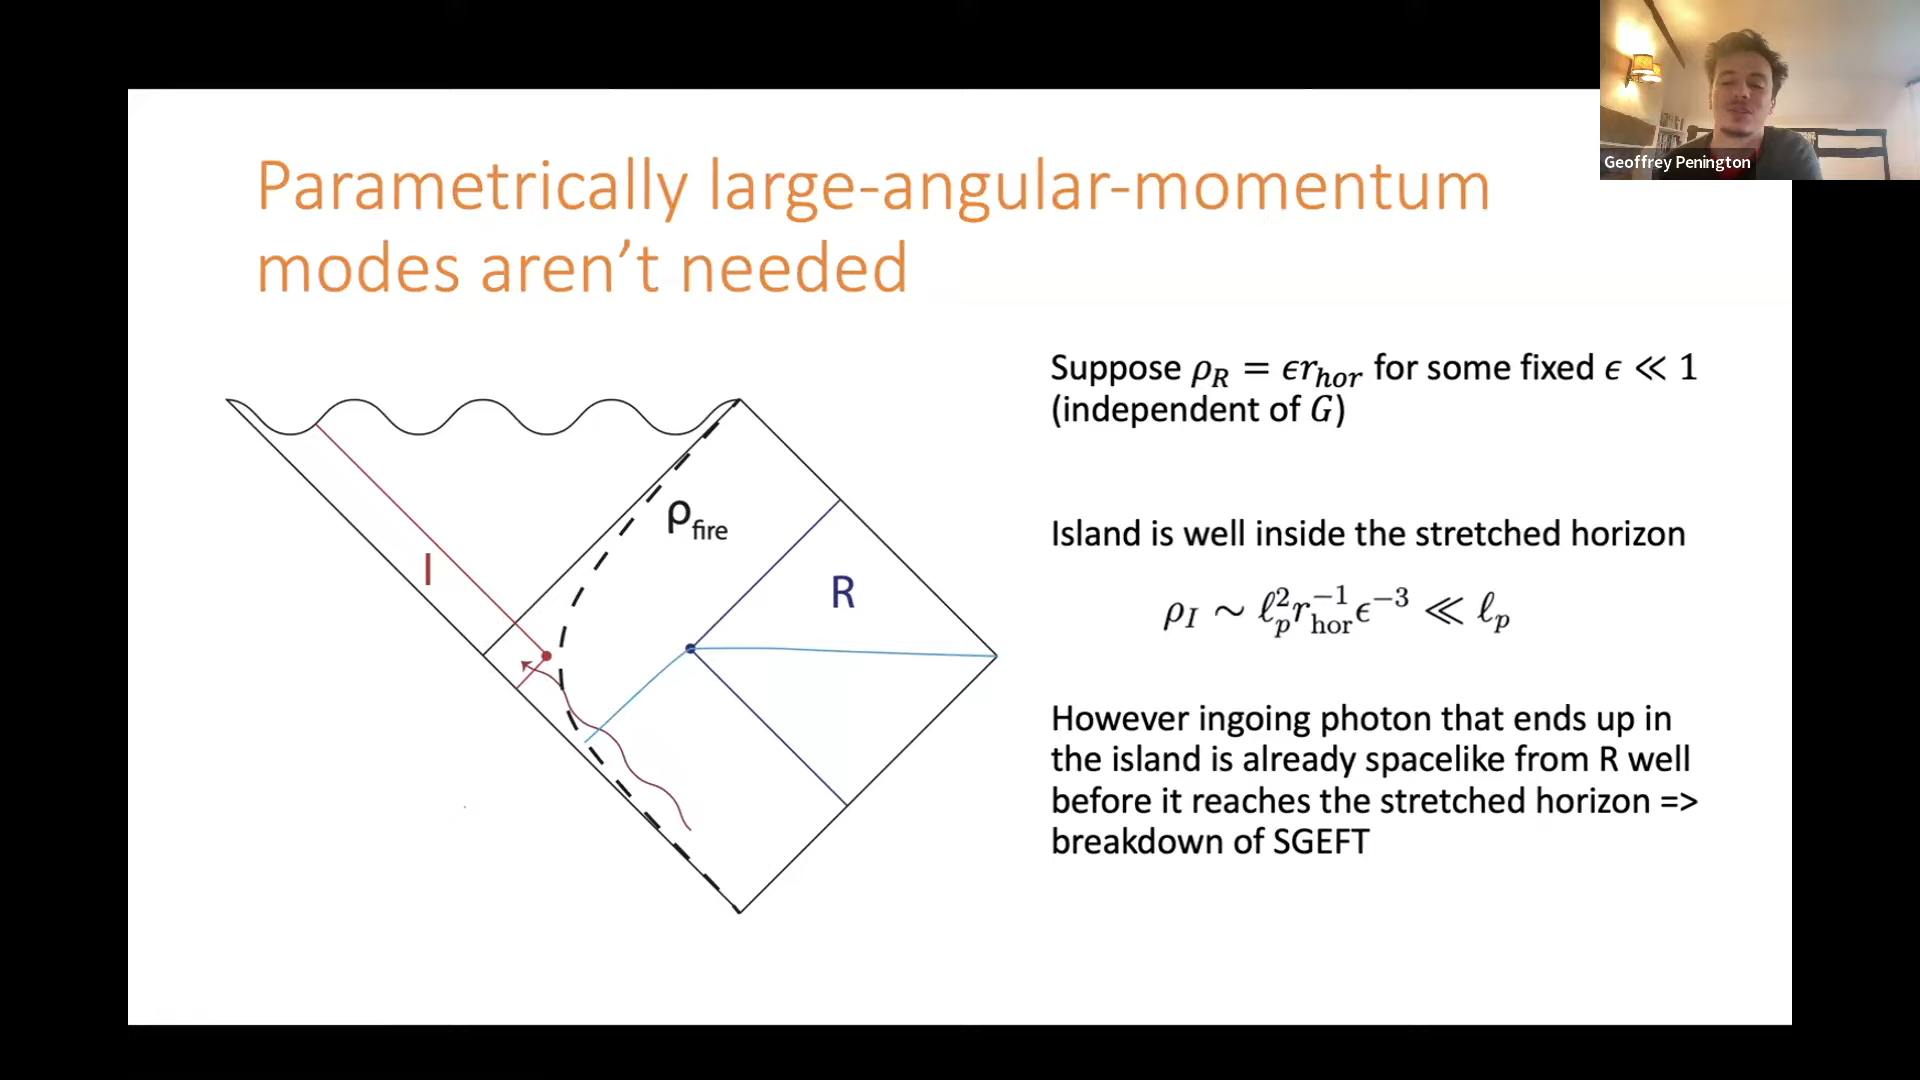 Geoffrey Penington
Parametrically large-angular-momentum
modes aren’t needed
Suppose ρ_R = ϵr_hor for some fixed ϵ ≪ 1
(independent of G)
ρ_fire
R
I
Island is well inside the stretched horizon
ρ_I ∼ ℓ_p^2 r_hor^−1 ϵ^−3 ≪ ℓ_p
However ingoing photon that ends up in
the island is already spacelike from R well
before it reaches the stretched horizon =>
breakdown of SGEFT